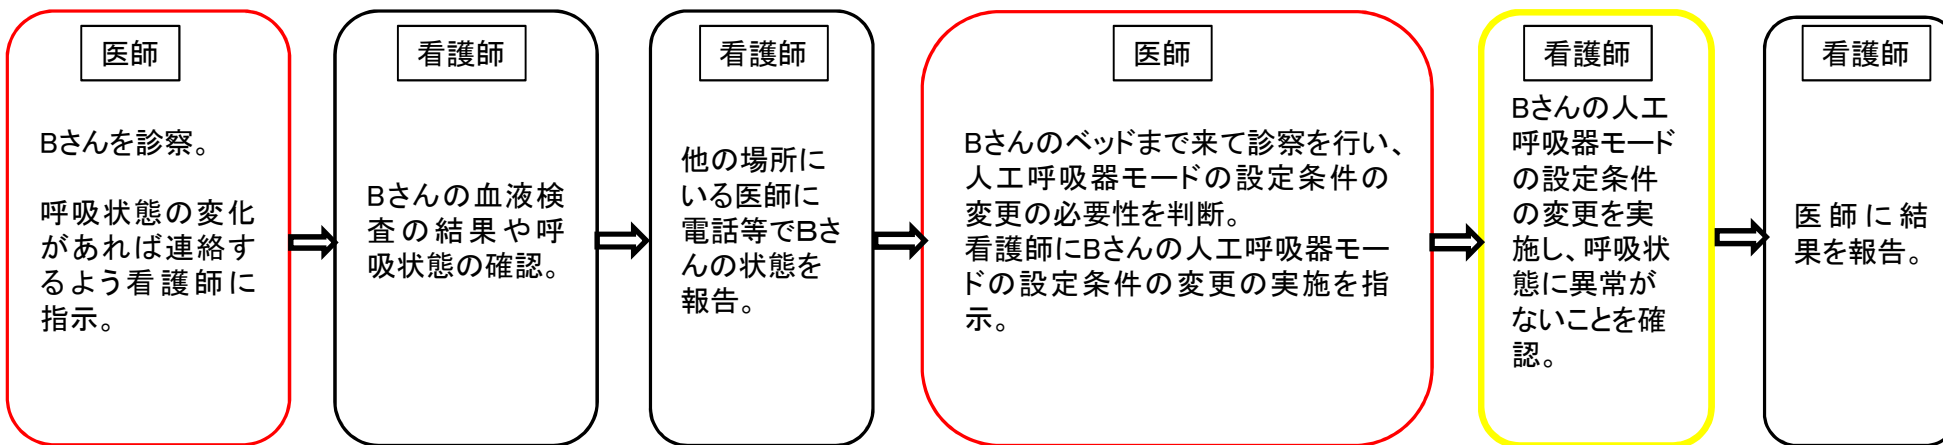 医師
Bさんを診察。
呼吸状態の変化
があれば連絡す
るよう看護師に
指示。
看護師
Bさんの血液検
査の結果や呼
吸状態の確認。
看護師
他の場所に
いる医師に
電話等でBさ
んの状態を
報告。
医師
Bさんのベッドまで来て診察を行い、
人工呼吸器モードの設定条件の
変更の必要性を判断。
看護師にBさんの人工呼吸器モー
ドの設定条件の変更の実施を指
示。
看護師
Bさんの人工
呼吸器モード
の設定条件
の変更を実
施し、呼吸状
態に異常が
ないことを確
認。
看護師
医師に結
果を報告。